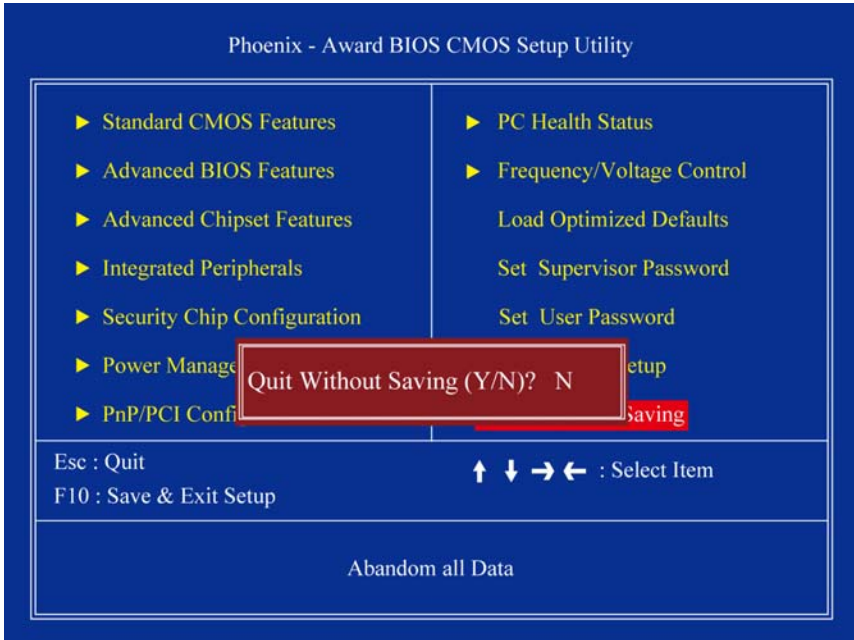 Phoenix - Award BIOS CMOS Setup Utility
► Standard CMOS Features
► Advanced BIOS Features
► Advanced Chipset Features
► Integrated Peripherals
► Security Chip Configuration
► Power Manage
► PnP/PCI Confi
► PC Health Status
► Frequency/Voltage Control
Load Optimized Defaults
Set Supervisor Password
Set User Password
etup
Saving
Quit Without Saving (Y/N)? N
Esc : Quit
F10 : Save & Exit Setup
↑ ↓ → ← : Select Item
Abandom all Data